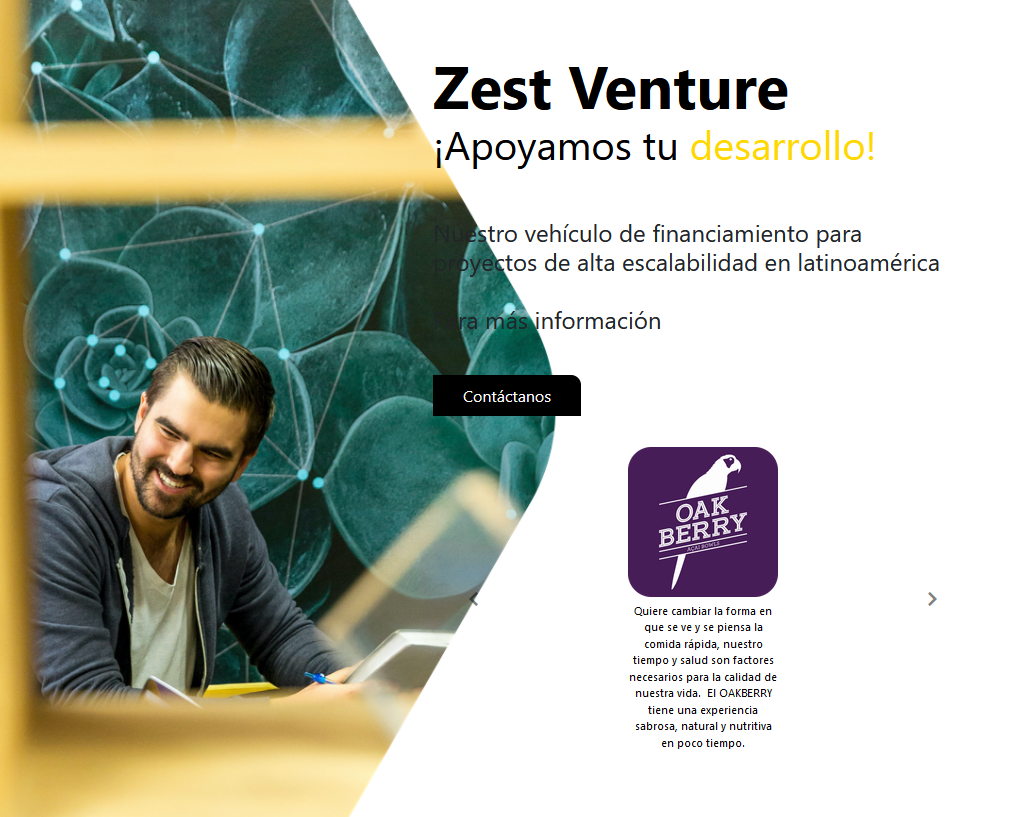 Zest Venture
¡Apoyamos tu desarrollo!
Nuestro vehículo de financiamiento para
proyectos de alta escalabilidad en latinoamérica
Para más información
Contáctanos
OAK
BERRY
AÇAÍ BOWLS
Quiere cambiar la forma en
que se ve y se piensa la
comida rápida, nuestro
tiempo y salud son factores
necesarios para la calidad de
nuestra vida. El OAKBERRY
tiene una experiencia
sabrosa, natural y nutritiva
en poco tiempo.